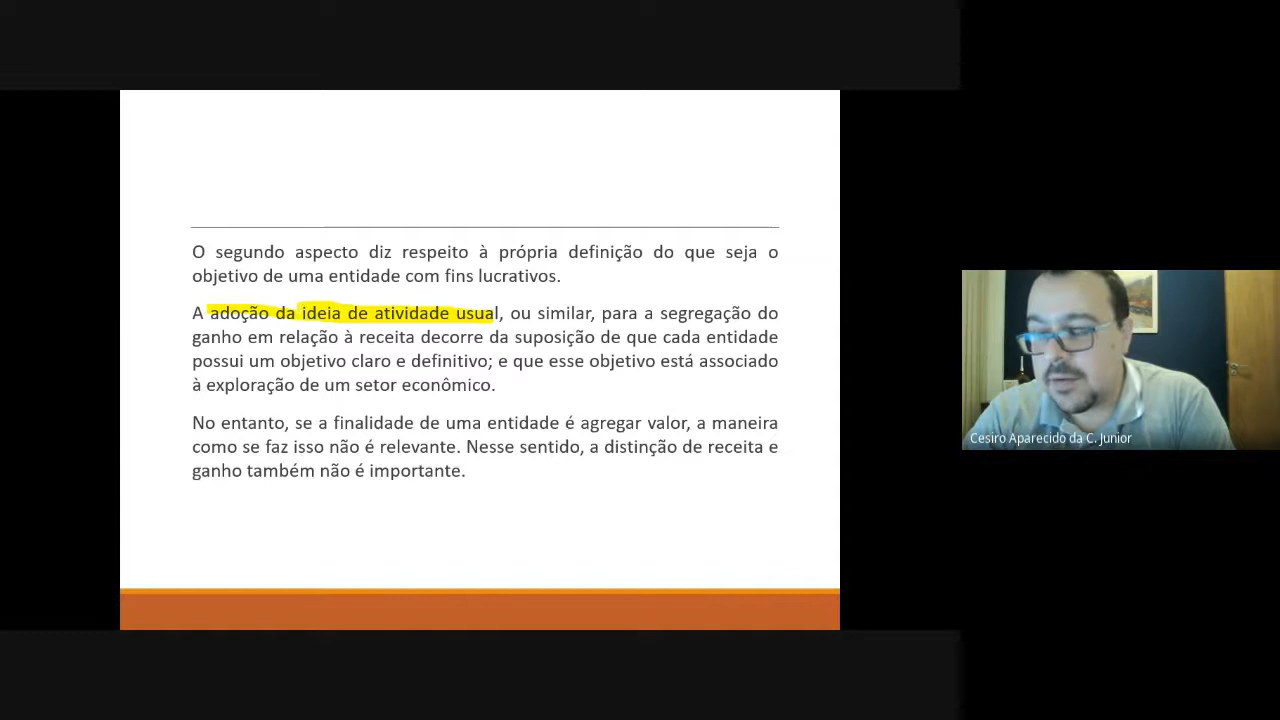 O segundo aspecto diz respeito à própria definição do que seja o
objetivo de uma entidade com fins lucrativos.
A adoção da ideia de atividade usual, ou similar, para a segregação do
ganho em relação à receita decorre da suposição de que cada entidade
possui um objetivo claro e definitivo; e que esse objetivo está associado
à exploração de um setor econômico.
No entanto, se a finalidade de uma entidade é agregar valor, a maneira
como se faz isso não é relevante. Nesse sentido, a distinção de receita e
ganho também não é importante.
Cesiro Aparecido da C. Junior